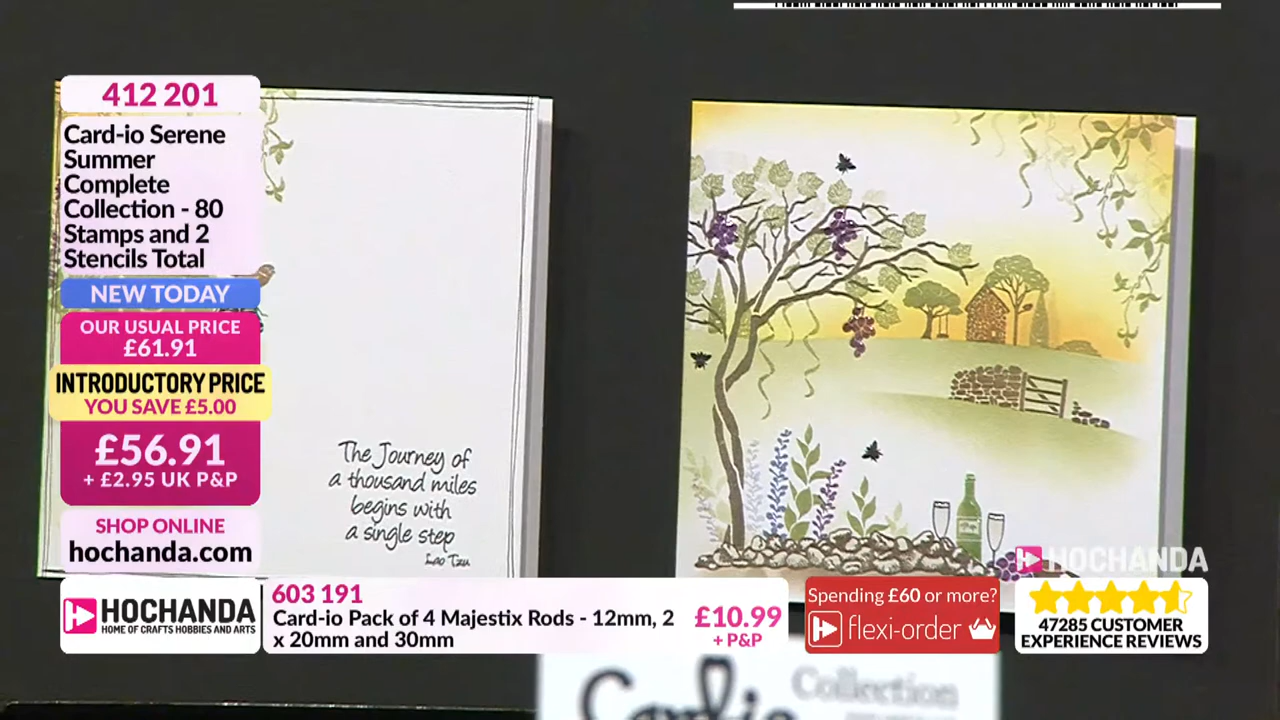 412 201
Card-io Serene
Summer
Complete
Collection - 80
Stamps and 2
Stencils Total
NEW TODAY
OUR USUAL PRICE
£61.91
INTRODUCTORY PRICE
YOU SAVE £5.00
£56.91
+ £2.95 UK P&P
SHOP ONLINE
hochanda.com
The Journey of
a thousand miles
begins with
a single step
Lao Tzu
HOCHANDA
HOCHANDA
HOME OF CRAFTS HOBBIES AND ARTS
603 191
Card-io Pack of 4 Majestix Rods - 12mm, 2
x 20mm and 30mm
£10.99
+ P&P
Spending £60 or more?
flexi-order
47285 CUSTOMER
EXPERIENCE REVIEWS
Card-io
Collection